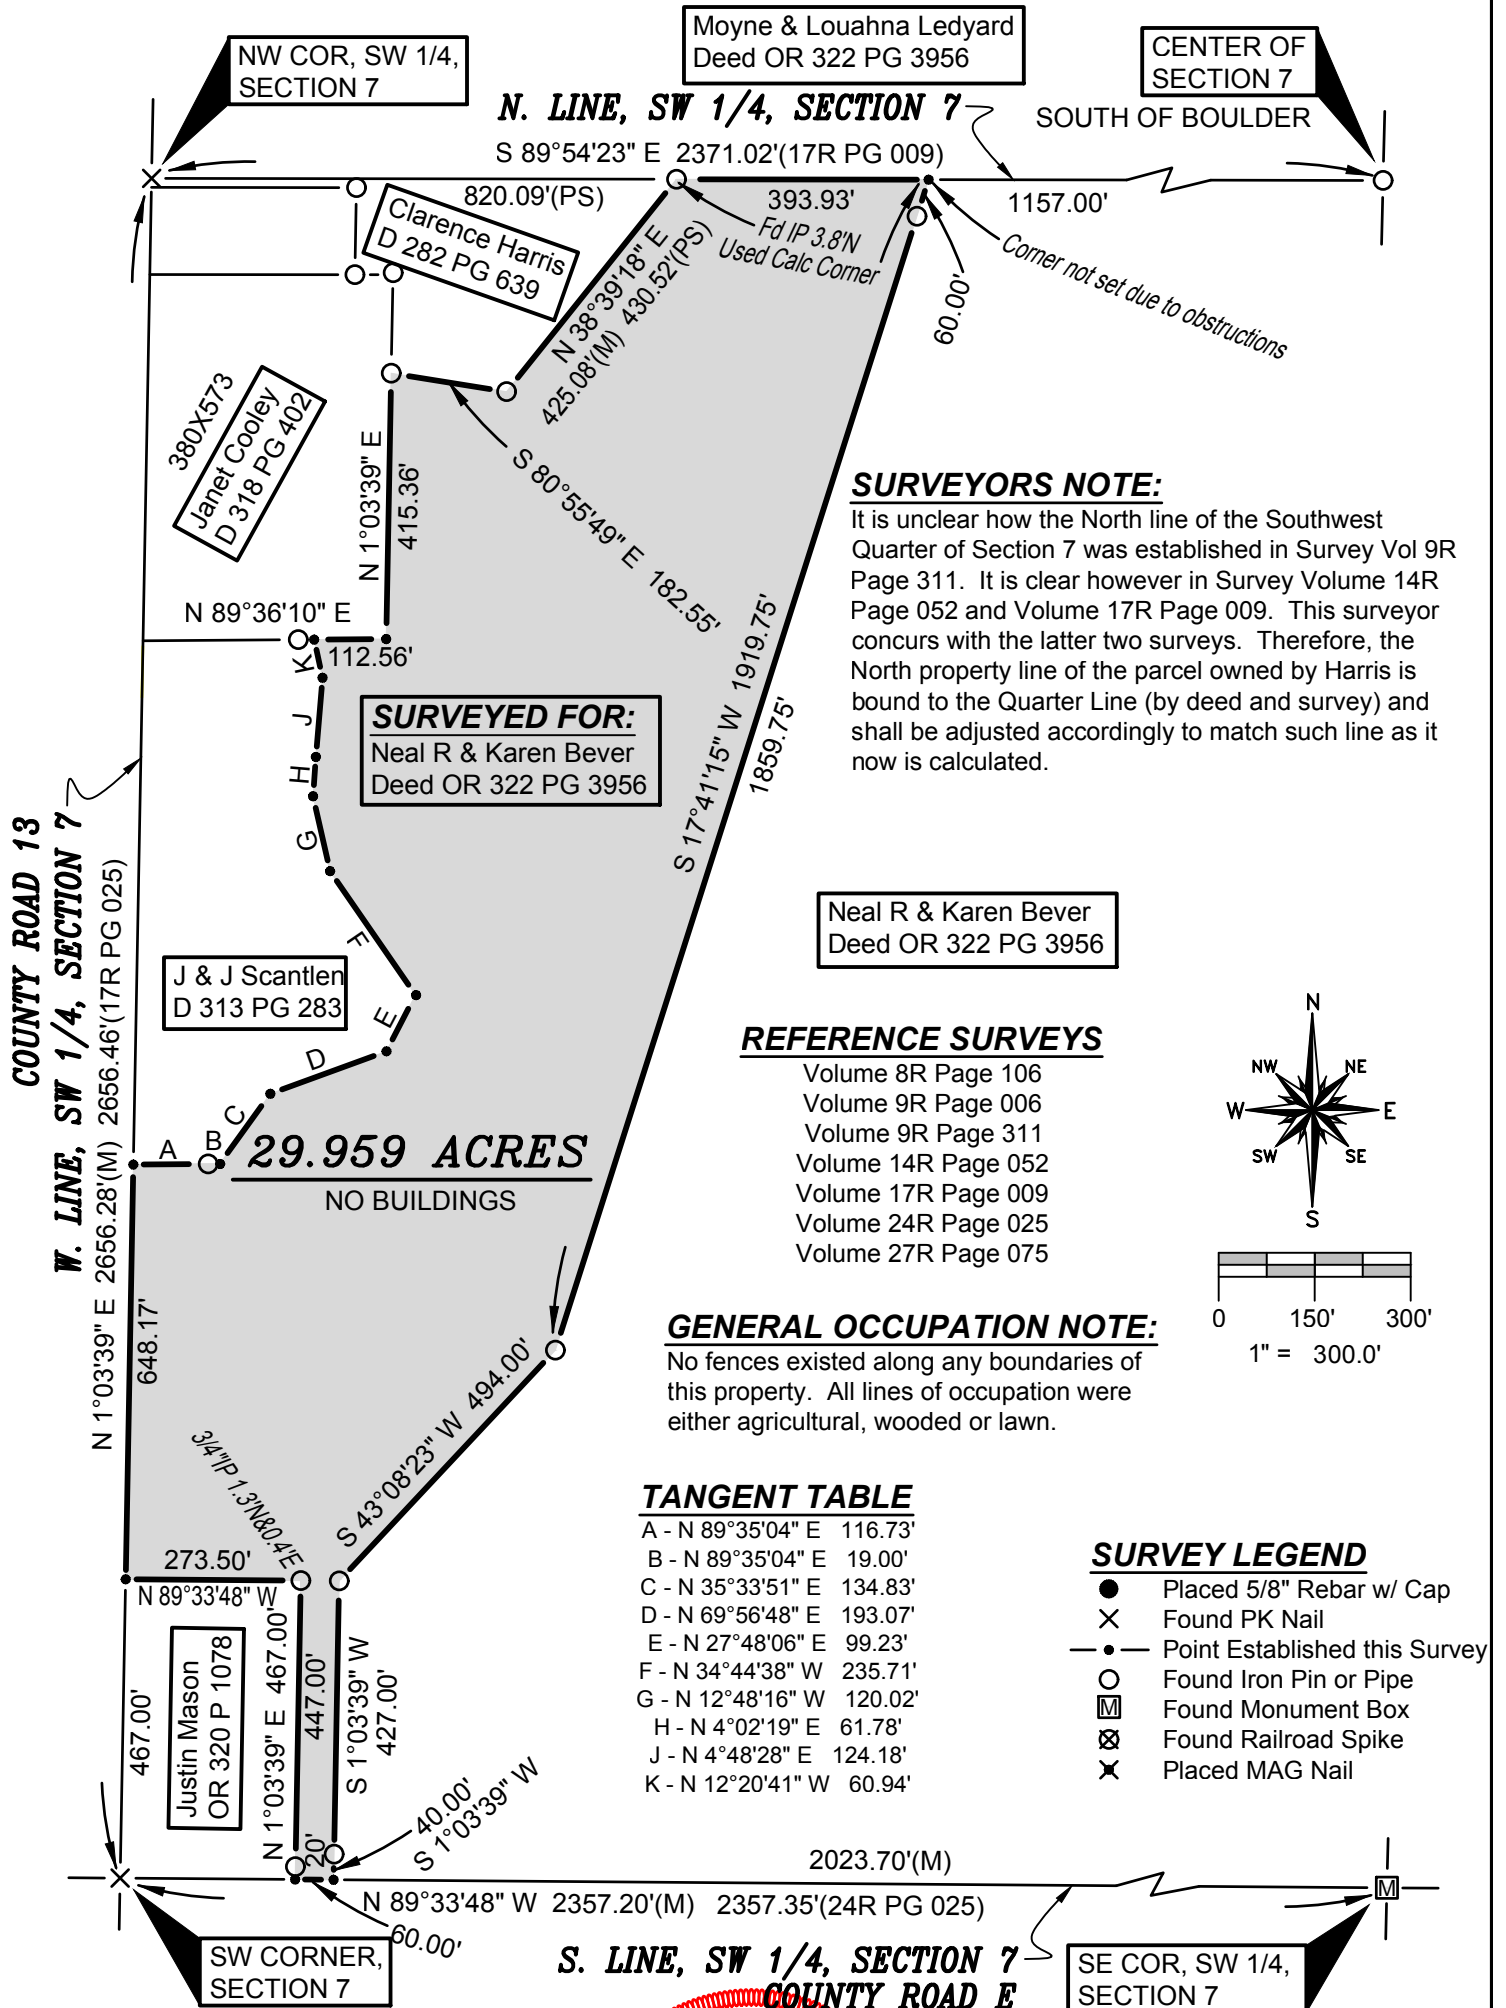 Moyne & Louahna Ledyard
Deed OR 322 PG 3956
NW COR, SW 1/4,
SECTION 7
CENTER OF
SECTION 7
N. LINE, SW 1/4, SECTION 7
SOUTH OF BOULDER
S 89°54'23" E 2371.02'(17R PG 009)
820.09'(PS)
393.93'
1157.00'
Clarence Harris
D 282 PG 639
Fd IP 3.8'N
Used Calc Corner
60.00'
Corner not set due to obstructions
N 38°39'18" E
425.08'(M) 430.52'(PS)
380X573
Janet Cooley
D 318 PG 402
N 1°03'39" E
415.36'
S 80°55'49" E 182.55'
SURVEYORS NOTE:
It is unclear how the North line of the Southwest
Quarter of Section 7 was established in Survey Vol 9R
Page 311. It is clear however in Survey Volume 14R
Page 052 and Volume 17R Page 009. This surveyor
concurs with the latter two surveys. Therefore, the
North property line of the parcel owned by Harris is
bound to the Quarter Line (by deed and survey) and
shall be adjusted accordingly to match such line as it
now is calculated.
N 89°36'10" E
112.56'
K
J
H
G
F
E
D
C
B
A
SURVEYED FOR:
Neal R & Karen Bever
Deed OR 322 PG 3956
S 17°41'15" W 1919.75'
1859.75'
COUNTY ROAD 13
W. LINE, SW 1/4, SECTION 7
N 1°03'39" E 2656.28'(M) 2656.46'(17R PG 025)
Neal R & Karen Bever
Deed OR 322 PG 3956
J & J Scantlen
D 313 PG 283
REFERENCE SURVEYS
Volume 8R Page 106
Volume 9R Page 006
Volume 9R Page 311
Volume 14R Page 052
Volume 17R Page 009
Volume 24R Page 025
Volume 27R Page 075
N
NW NE
W E
SW SE
S
29.959 ACRES
NO BUILDINGS
0 150' 300'
1" = 300.0'
648.17'
GENERAL OCCUPATION NOTE:
No fences existed along any boundaries of
this property. All lines of occupation were
either agricultural, wooded or lawn.
S 43°08'23" W 494.00'
3/4"IP 1.3'N&0.4'E
273.50'
N 89°33'48" W
TANGENT TABLE
A - N 89°35'04" E 116.73'
B - N 89°35'04" E 19.00'
C - N 35°33'51" E 134.83'
D - N 69°56'48" E 193.07'
E - N 27°48'06" E 99.23'
F - N 34°44'38" W 235.71'
G - N 12°48'16" W 120.02'
H - N 4°02'19" E 61.78'
J - N 4°48'28" E 124.18'
K - N 12°20'41" W 60.94'
SURVEY LEGEND
Placed 5/8" Rebar w/ Cap
Found PK Nail
Point Established this Survey
Found Iron Pin or Pipe
M Found Monument Box
Found Railroad Spike
Placed MAG Nail
467.00'
Justin Mason
OR 320 P 1078
N 1°03'39" E 467.00'
447.00'
20'
S 1°03'39" W
427.00'
40.00'
S 1°03'39" W
2023.70'(M)
M
N 89°33'48" W 2357.20'(M) 2357.35'(24R PG 025)
60.00'
SW CORNER,
SECTION 7
S. LINE, SW 1/4, SECTION 7
COUNTY ROAD E
SE COR, SW 1/4,
SECTION 7